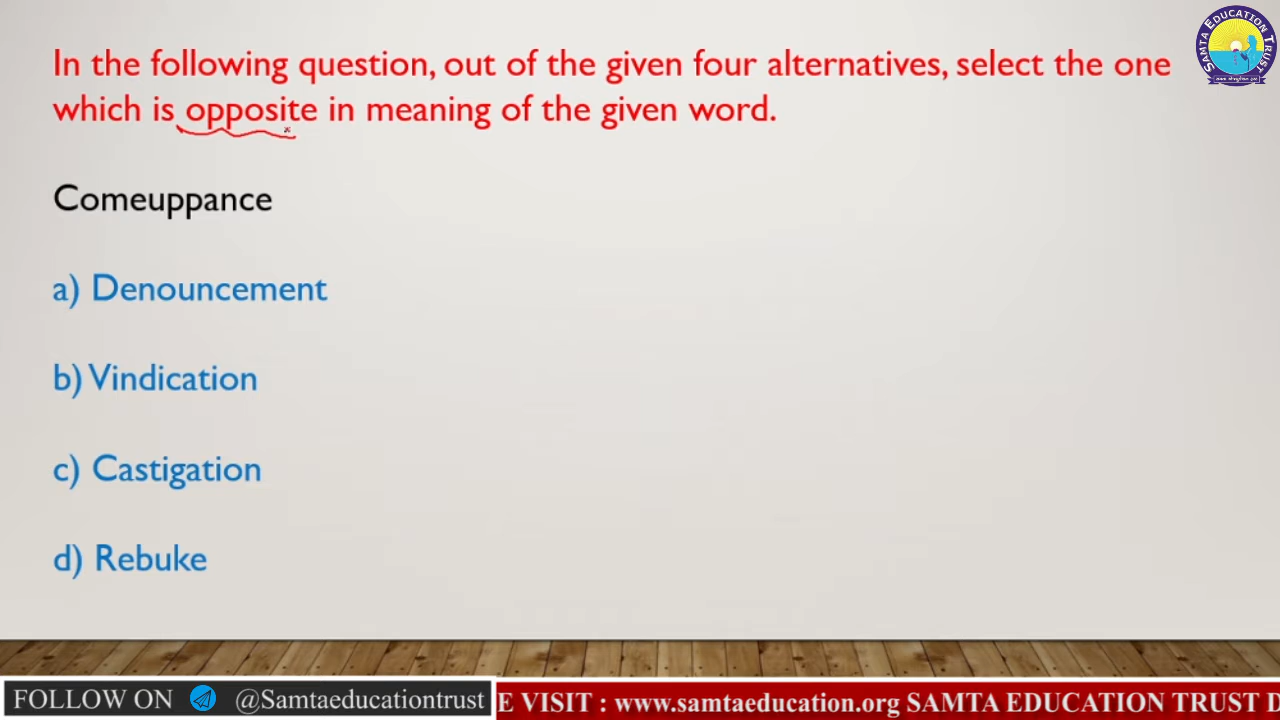 SAMTA EDUCATION TRUST
In the following question, out of the given four alternatives, select the one
which is opposite in meaning of the given word.
Comeuppance
a) Denouncement
b) Vindication
c) Castigation
d) Rebuke
FOLLOW ON @Samtaeducationtrust
E VISIT : www.samtaeducation.org SAMTA EDUCATION TRUST D